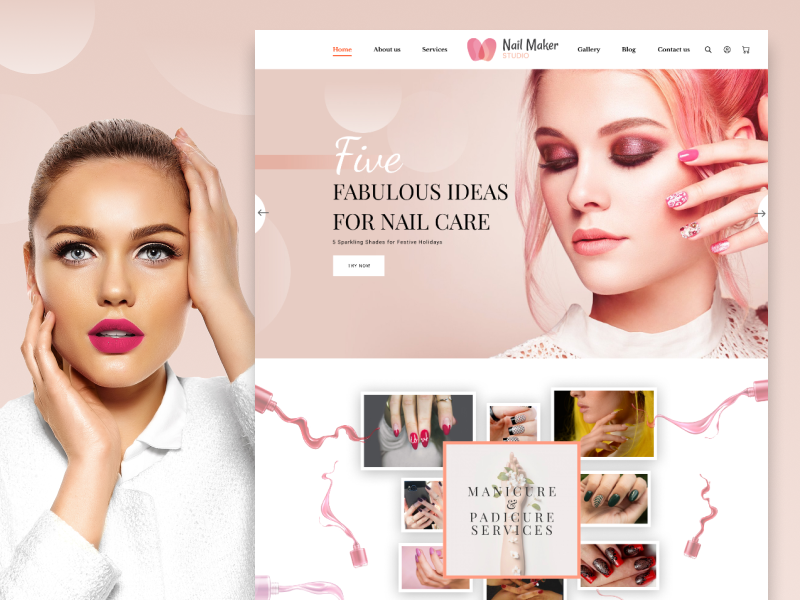 Home
About us
Services
Nail Maker
STUDIO
Gallery
Blog
Contact us
Five
FABULOUS IDEAS
FOR NAIL CARE
5 Sparkling Shades for Festive Holidays
TRY NOW
MANICURE
&
PADICURE
SERVICES